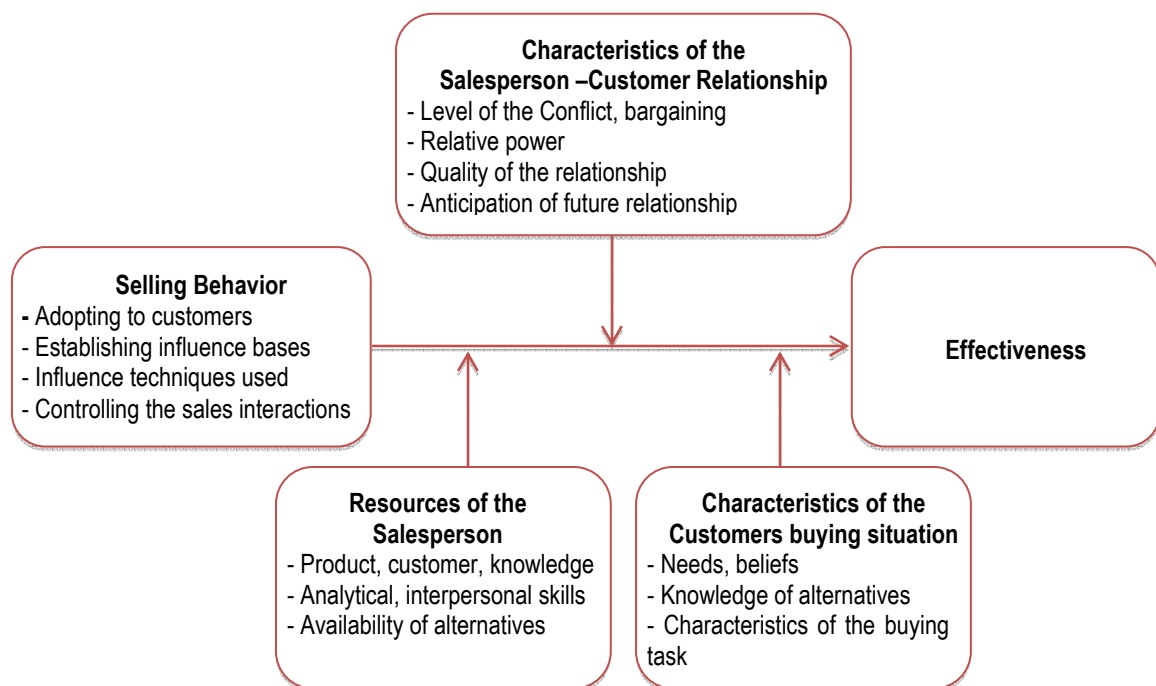 Characteristics of the
Salesperson –Customer Relationship
- Level of the Conflict, bargaining
- Relative power
- Quality of the relationship
- Anticipation of future relationship
Selling Behavior
- Adopting to customers
- Establishing influence bases
- Influence techniques used
- Controlling the sales interactions
Effectiveness
Resources of the
Salesperson
- Product, customer, knowledge
- Analytical, interpersonal skills
- Availability of alternatives
Characteristics of the
Customers buying situation
- Needs, beliefs
- Knowledge of alternatives
- Characteristics of the buying
task